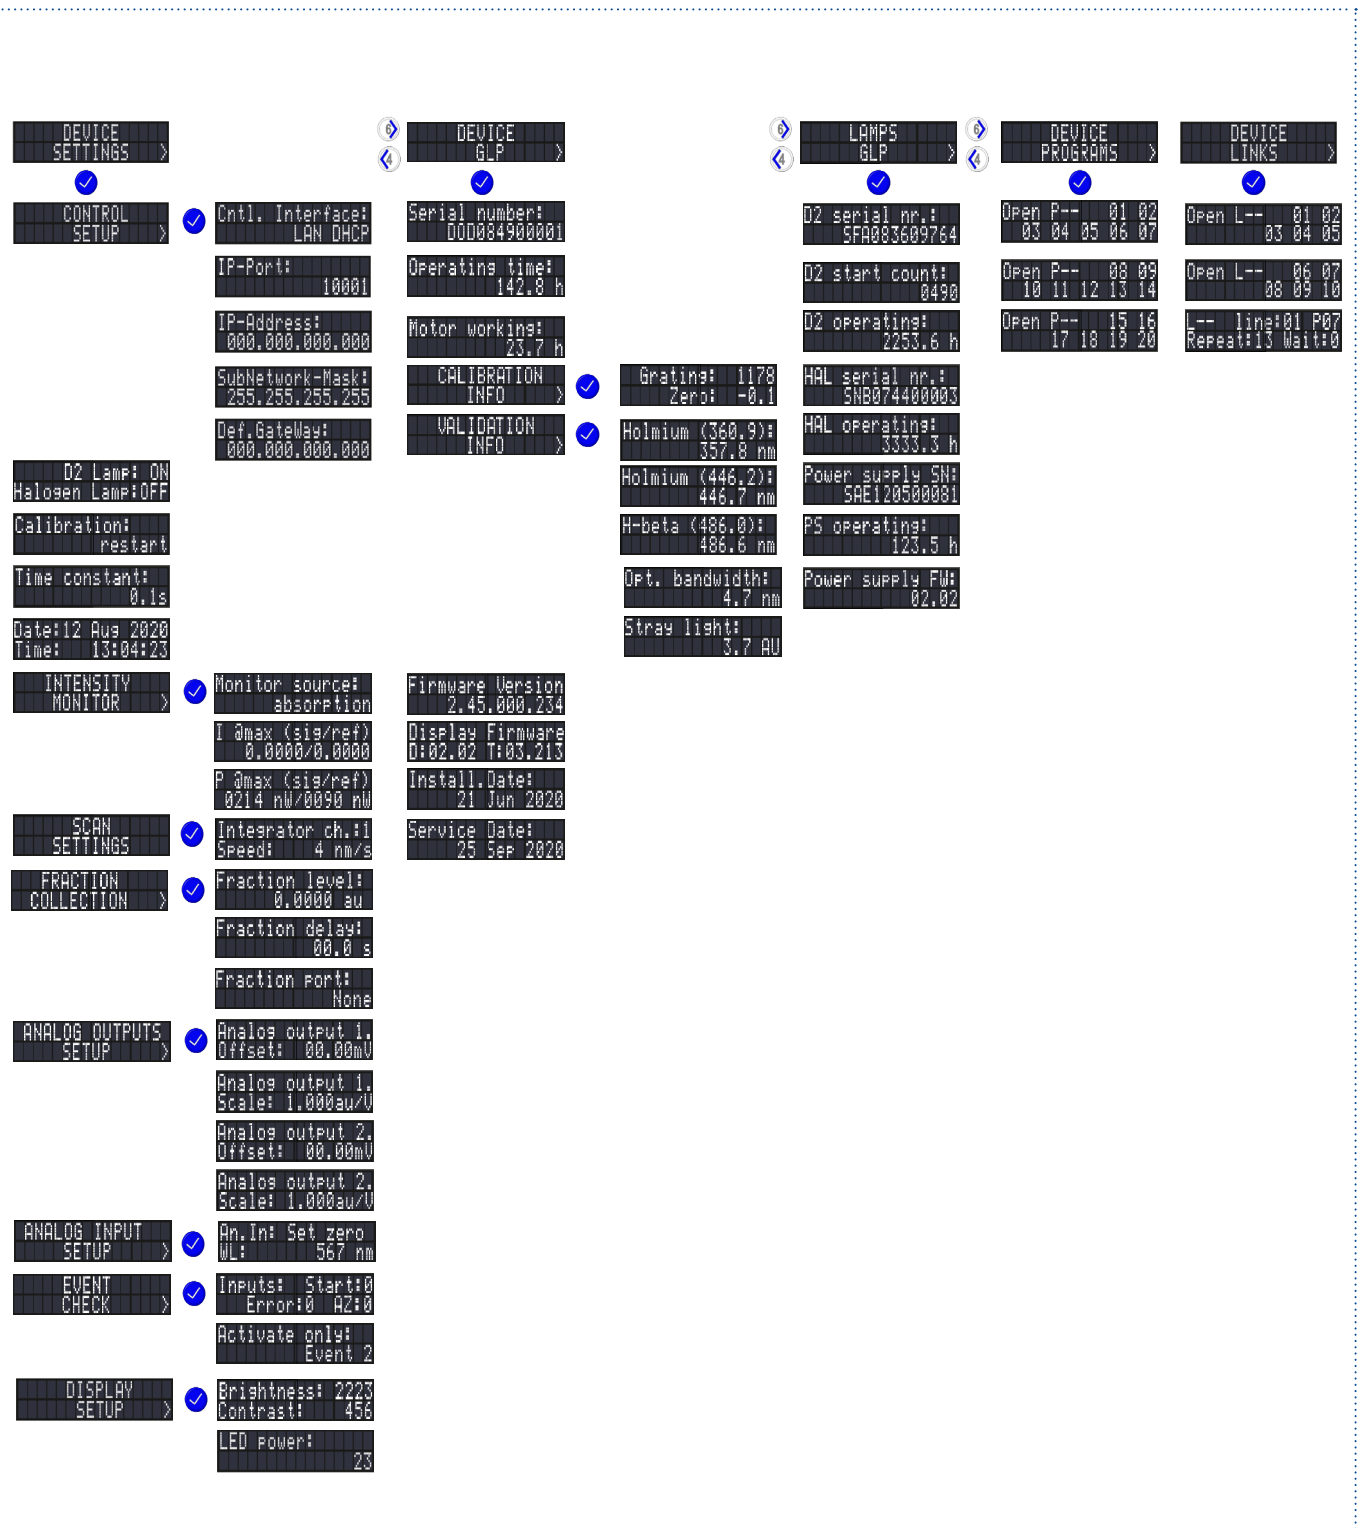 DEVICE
SETTINGS >
6
4
DEVICE
GLP >
6
4
LAMPS
GLP >
6
4
DEVICE
PROGRAMS >
DEVICE
LINKS >
CONTROL
SETUP >
Cntl. Interface:
LAN DHCP
IP-Port:
10001
IP-Address:
000.000.000.000
SubNetwork-Mask:
255.255.255.255
Def.GateWay:
000.000.000.000
D2 Lamp: ON
Halogen Lamp:OFF
Calibration:
restart
Time constant:
0.1s
Date:12 Aug 2020
Time: 13:04:23
INTENSITY
MONITOR >
Monitor source:
absorption
I @max (sig/ref)
0.0000/0.0000
P @max (sig/ref)
0214 nW/0090 nW
SCAN
SETTINGS
Integrator ch.:1
Speed: 4 nm/s
FRACTION
COLLECTION >
Fraction level:
0.0000 au
Fraction delay:
00.0 s
Fraction port:
None
ANALOG OUTPUTS
SETUP >
Analog output 1.
Offset: 00.00mV
Analog output 1.
Scale: 1.000au/V
Analog output 2.
Offset: 00.00mV
Analog output 2.
Scale: 1.000au/V
ANALOG INPUT
SETUP >
An.In: Set zero
WL: 567 nm
EVENT
CHECK >
Inputs: Start:0
Error:0 AZ:0
Activate only:
Event 2
DISPLAY
SETUP >
Brightness: 2223
Contrast: 456
LED power:
23
Serial number:
DOD084900001
Operating time:
142.8 h
Motor working:
23.7 h
CALIBRATION
INFO >
VALIDATION
INFO >
Grating: 1178
Zero: -0.1
Holmium (360.9):
357.8 nm
Holmium (446.2):
446.7 nm
H-beta (486.0):
486.6 nm
Opt. bandwidth:
4.7 nm
Stray light:
3.7 AU
Firmware Version
2.45.000.234
Display Firmware
D:02.02 T:03.213
Install.Date:
21 Jun 2020
Service Date:
25 Sep 2020
D2 serial nr.:
SFA083609764
D2 start count:
0490
D2 operating:
2253.6 h
HAL serial nr.:
SNB074400003
HAL operating:
3333.3 h
Power supply SN:
SAE120500081
PS operating:
123.5 h
Power supply FW:
02.02
Open P-- 01 02
03 04 05 06 07
Open P-- 08 09
10 11 12 13 14
Open P-- 15 16
17 18 19 20
Open L-- 01 02
03 04 05
Open L-- 06 07
08 09 10
L-- line:01 P07
Repeat:13 Wait:0